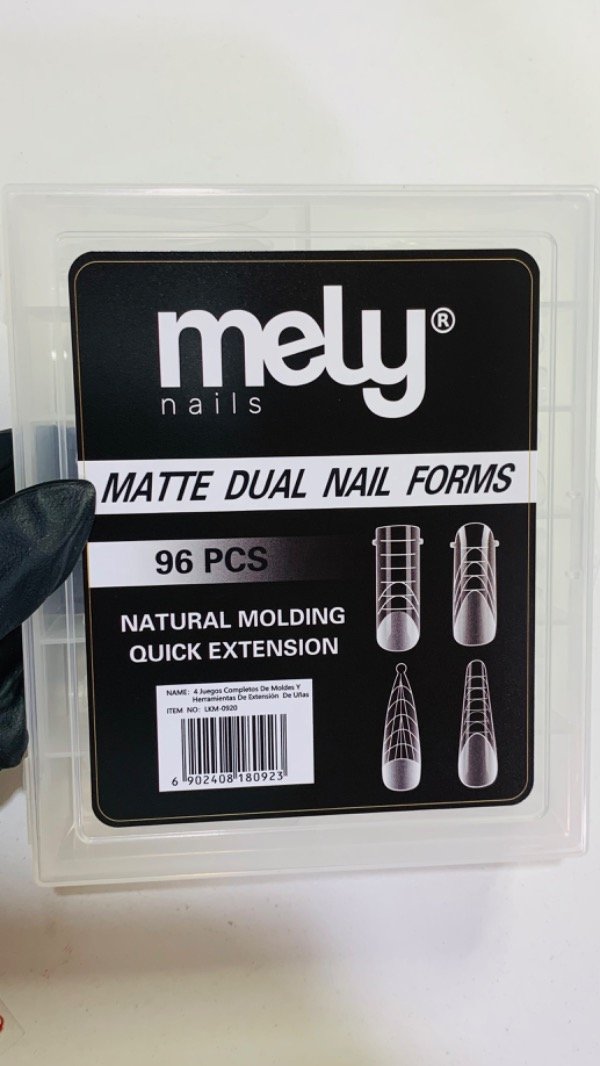 mely®
nails
MATTE DUAL NAIL FORMS
96 PCS
NATURAL MOLDING
QUICK EXTENSION
NAME: 4 Juegos Completos De Moldes Y
Herramientas De Extensión De Uñas
ITEM NO: LKM-0920
6 902408 180923